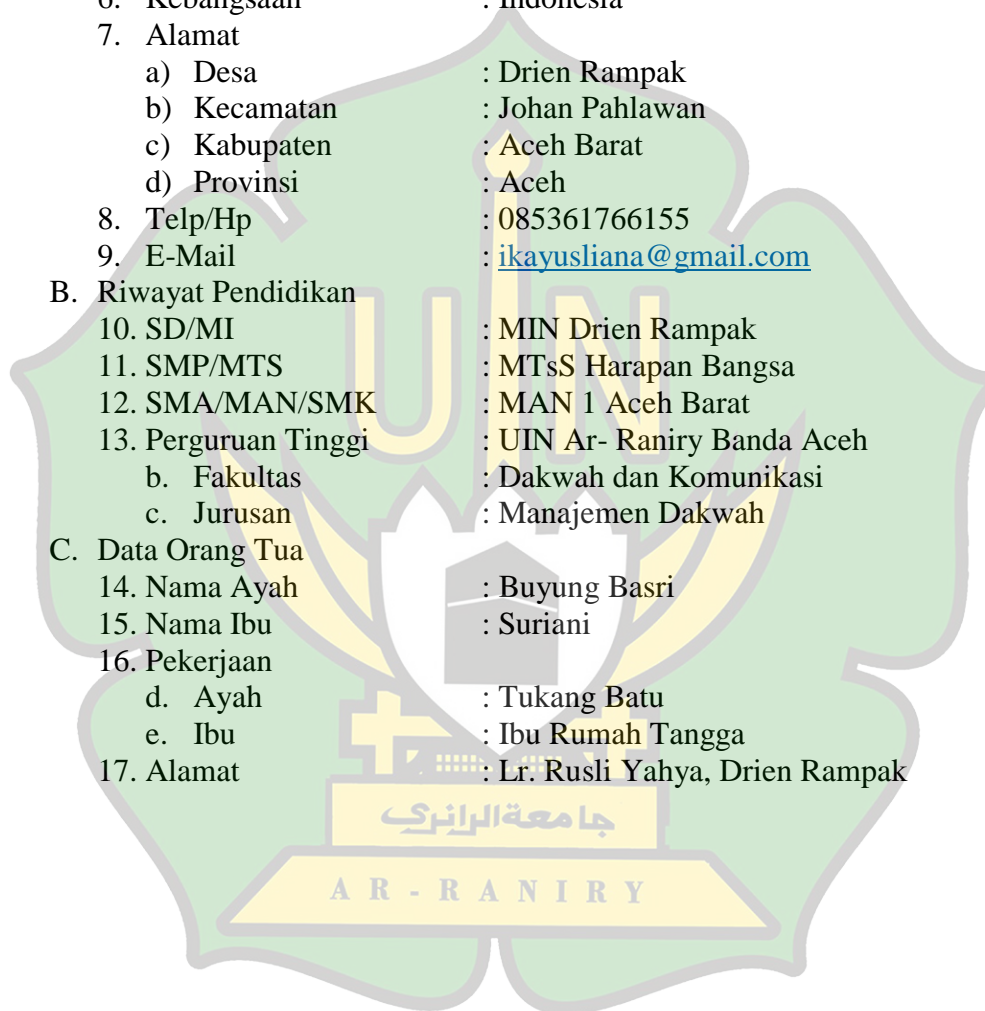 6. Kebangsaan : Indonesia
7. Alamat
a) Desa : Drien Rampak
b) Kecamatan : Johan Pahlawan
c) Kabupaten : Aceh Barat
d) Provinsi : Aceh
8. Telp/Hp : 085361766155
9. E-Mail : ikayusliana@gmail.com
B. Riwayat Pendidikan
10. SD/MI : MIN Drien Rampak
11. SMP/MTS : MTsS Harapan Bangsa
12. SMA/MAN/SMK : MAN 1 Aceh Barat
13. Perguruan Tinggi : UIN Ar- Raniry Banda Aceh
b. Fakultas : Dakwah dan Komunikasi
c. Jurusan : Manajemen Dakwah
C. Data Orang Tua
14. Nama Ayah : Buyung Basri
15. Nama Ibu : Suriani
16. Pekerjaan
d. Ayah : Tukang Batu
e. Ibu : Ibu Rumah Tangga
17. Alamat : Lr. Rusli Yahya, Drien Rampak
UIN
جامعةالرانري
AR-RANIRY